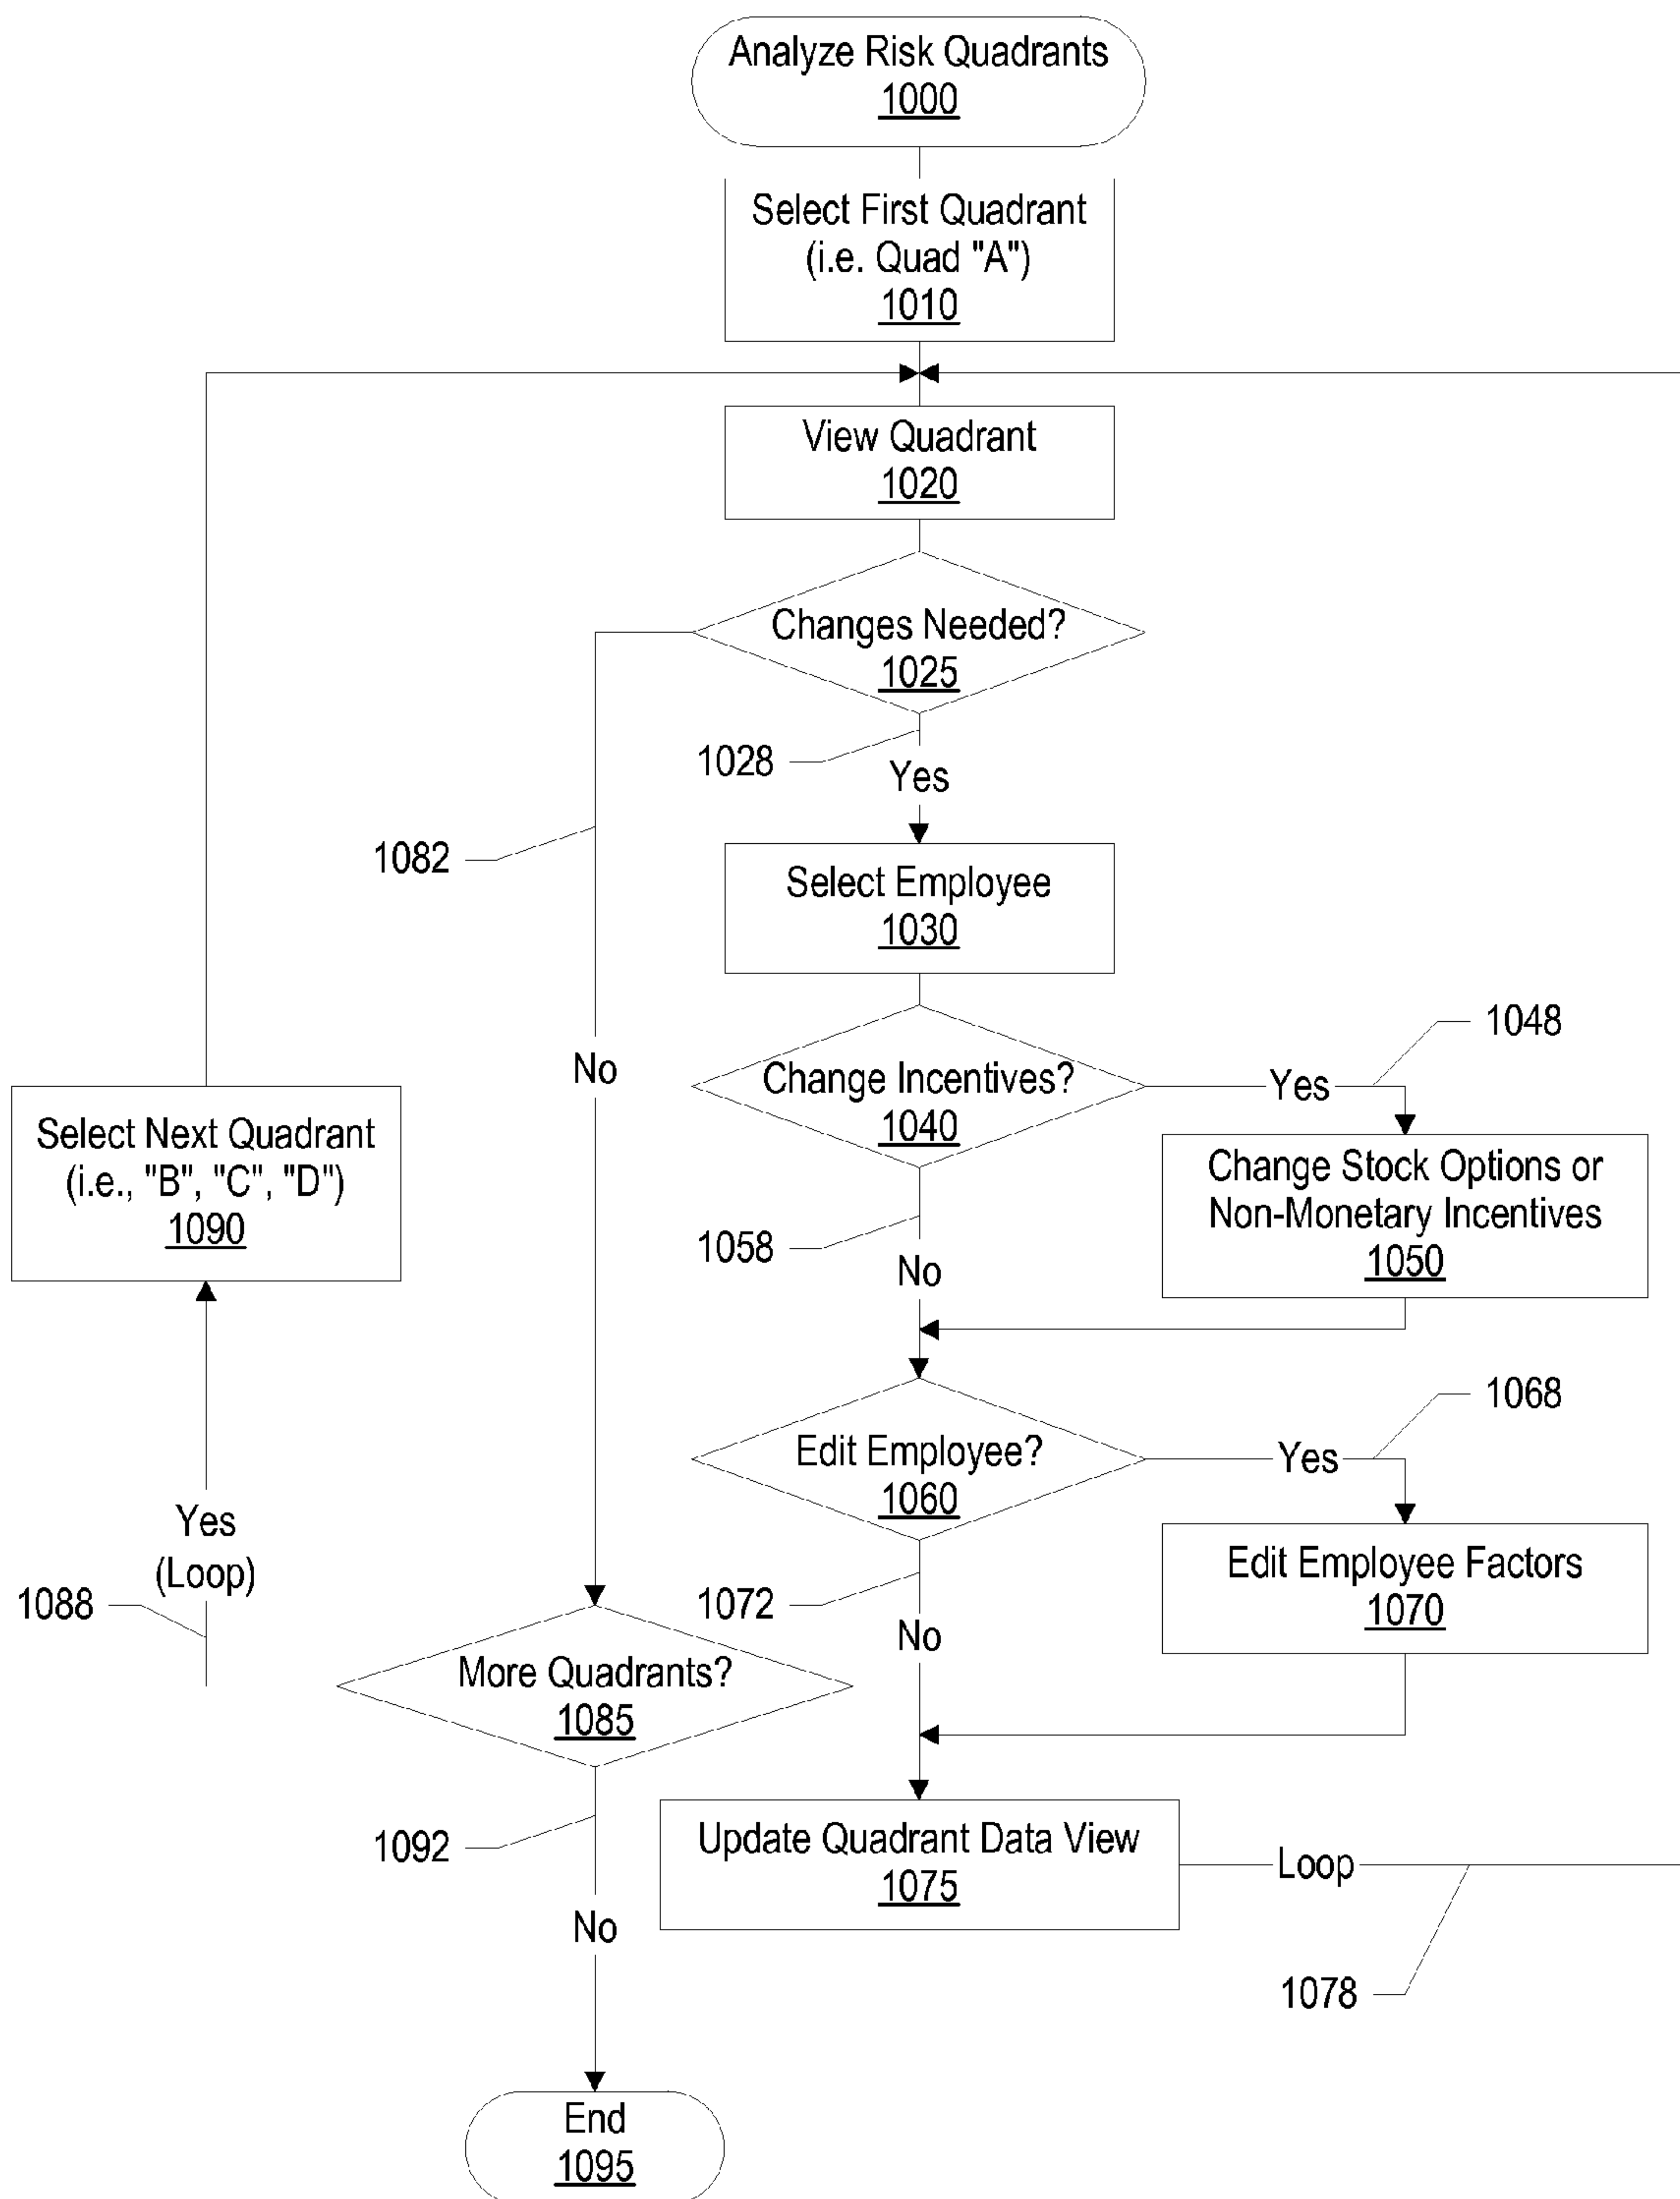 Analyze Risk Quadrants
1000
Select First Quadrant
(i.e. Quad "A")
1010
View Quadrant
1020
Changes Needed?
1025
1028
Yes
1082
Select Employee
1030
1048
No
Change Incentives?
1040
Yes
Select Next Quadrant
(i.e., "B", "C", "D")
1090
Change Stock Options or
Non-Monetary Incentives
1050
1058
No
1068
Edit Employee?
1060
Yes
Yes
(Loop)
1088
Edit Employee Factors
1070
1072
No
More Quadrants?
1085
1092
Update Quadrant Data View
1075
Loop
No
1078
End
1095